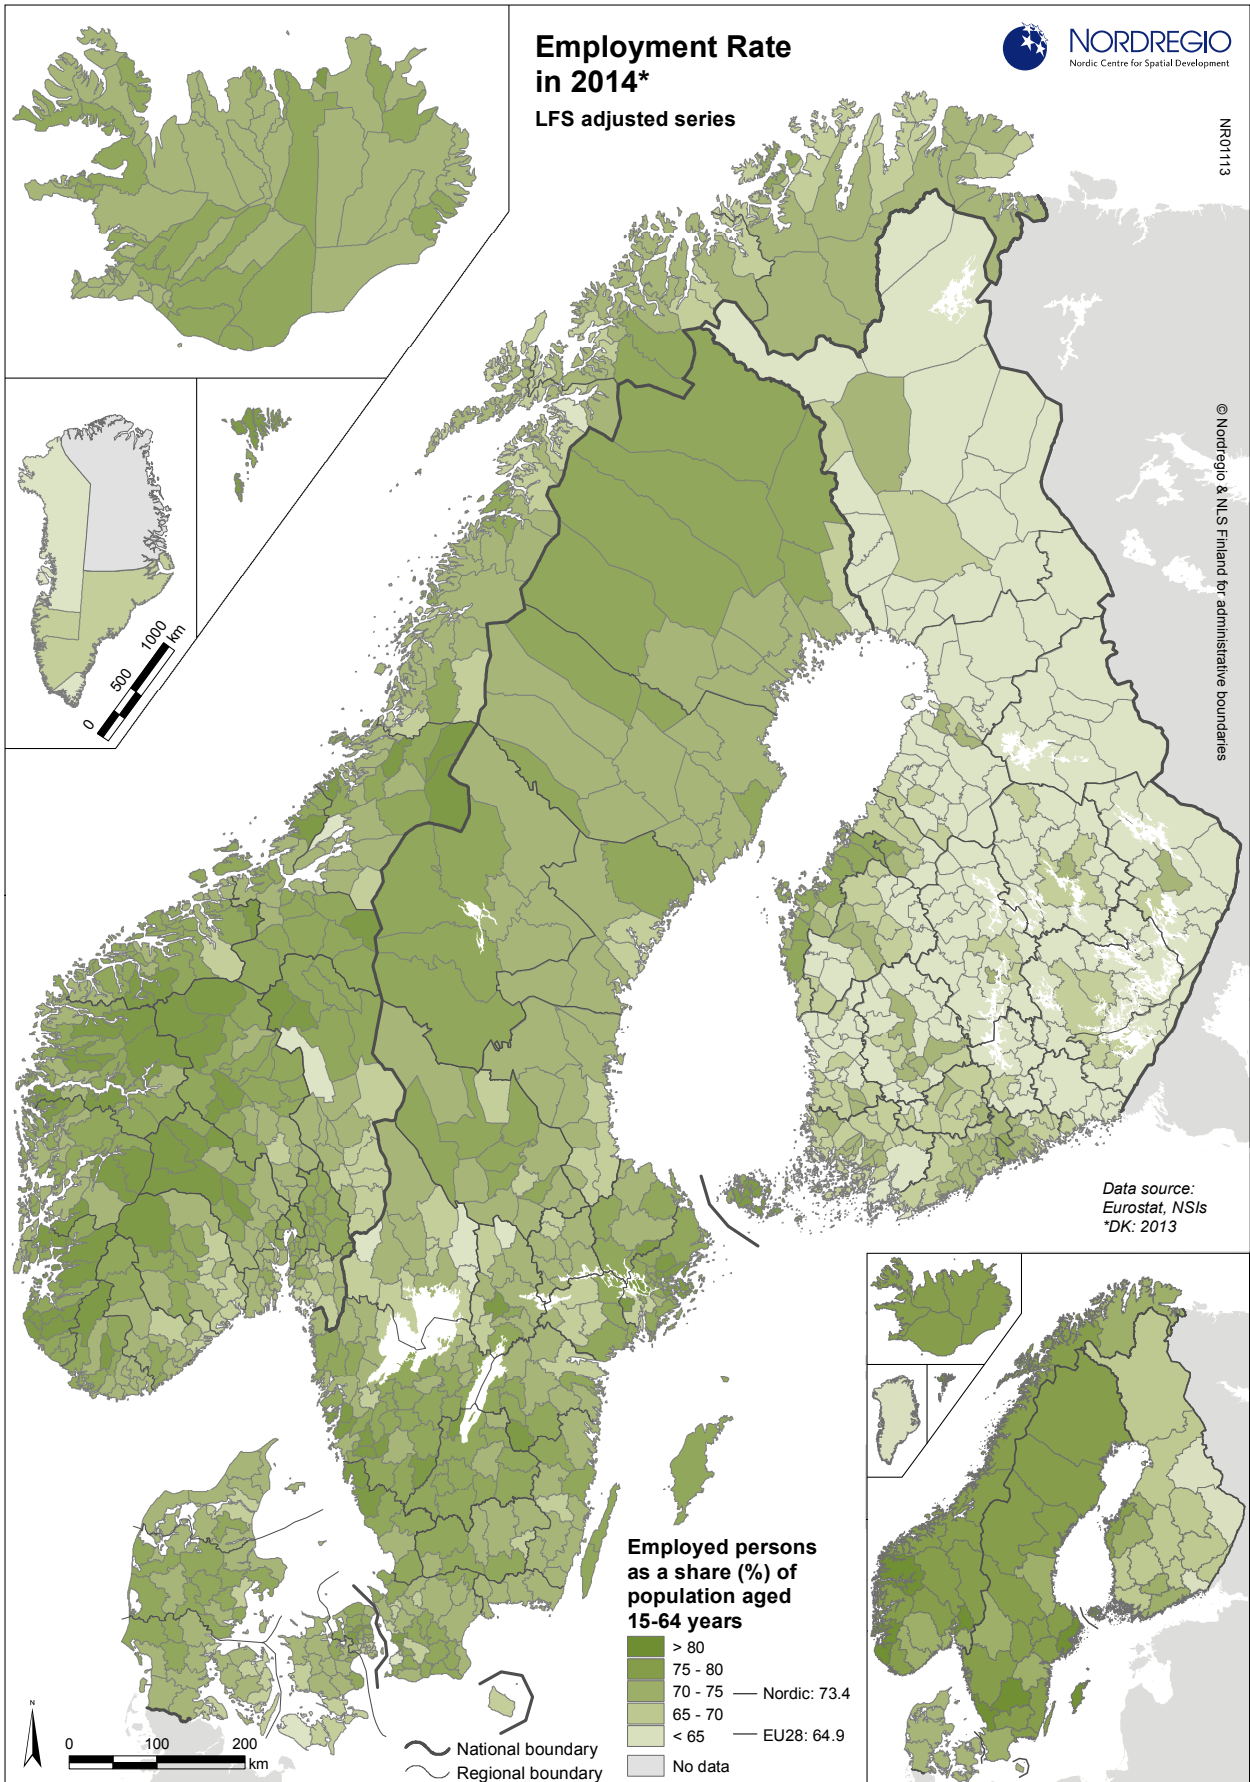 Employment Rate
in 2014*
LFS adjusted series
NORDREGIO
Nordic Centre for Spatial Development
NR01113
© Nordregio & NLS Finland for administrative boundaries
0 500 1000
km
Data source:
Eurostat, NSIs
*DK: 2013
Employed persons
as a share (%) of
population aged
15-64 years
> 80
75 - 80
70 - 75 Nordic: 73.4
65 - 70
< 65 EU28: 64.9
No data
N
0 100 200
km
National boundary
Regional boundary